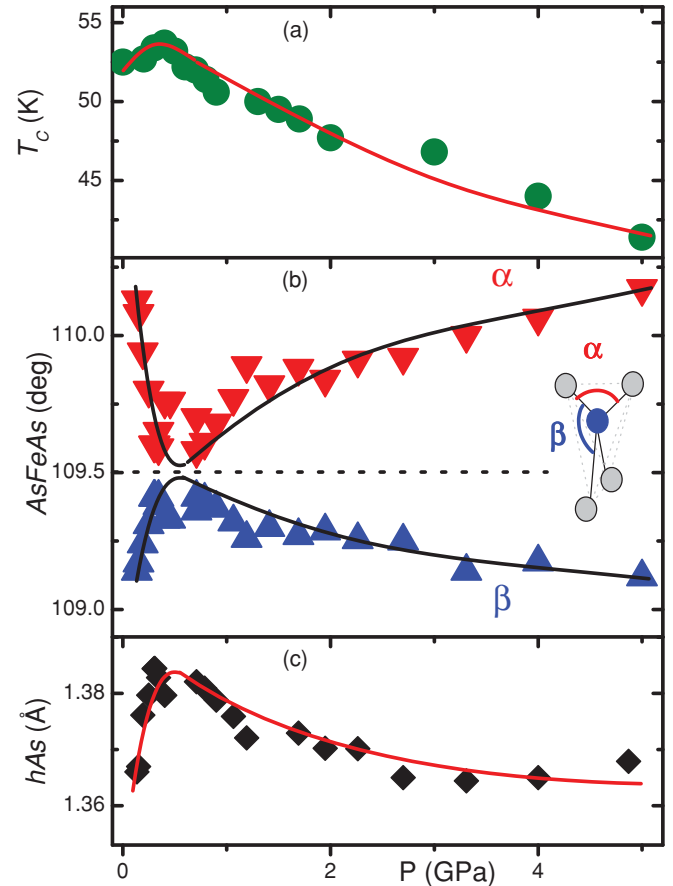 (a)
T_C (K)
55
50
45
(b)
α
AsFeAs (deg)
110.0
109.5
109.0
α
β
β
(c)
hAs (Å)
1.38
1.36
0
2
4
P (GPa)